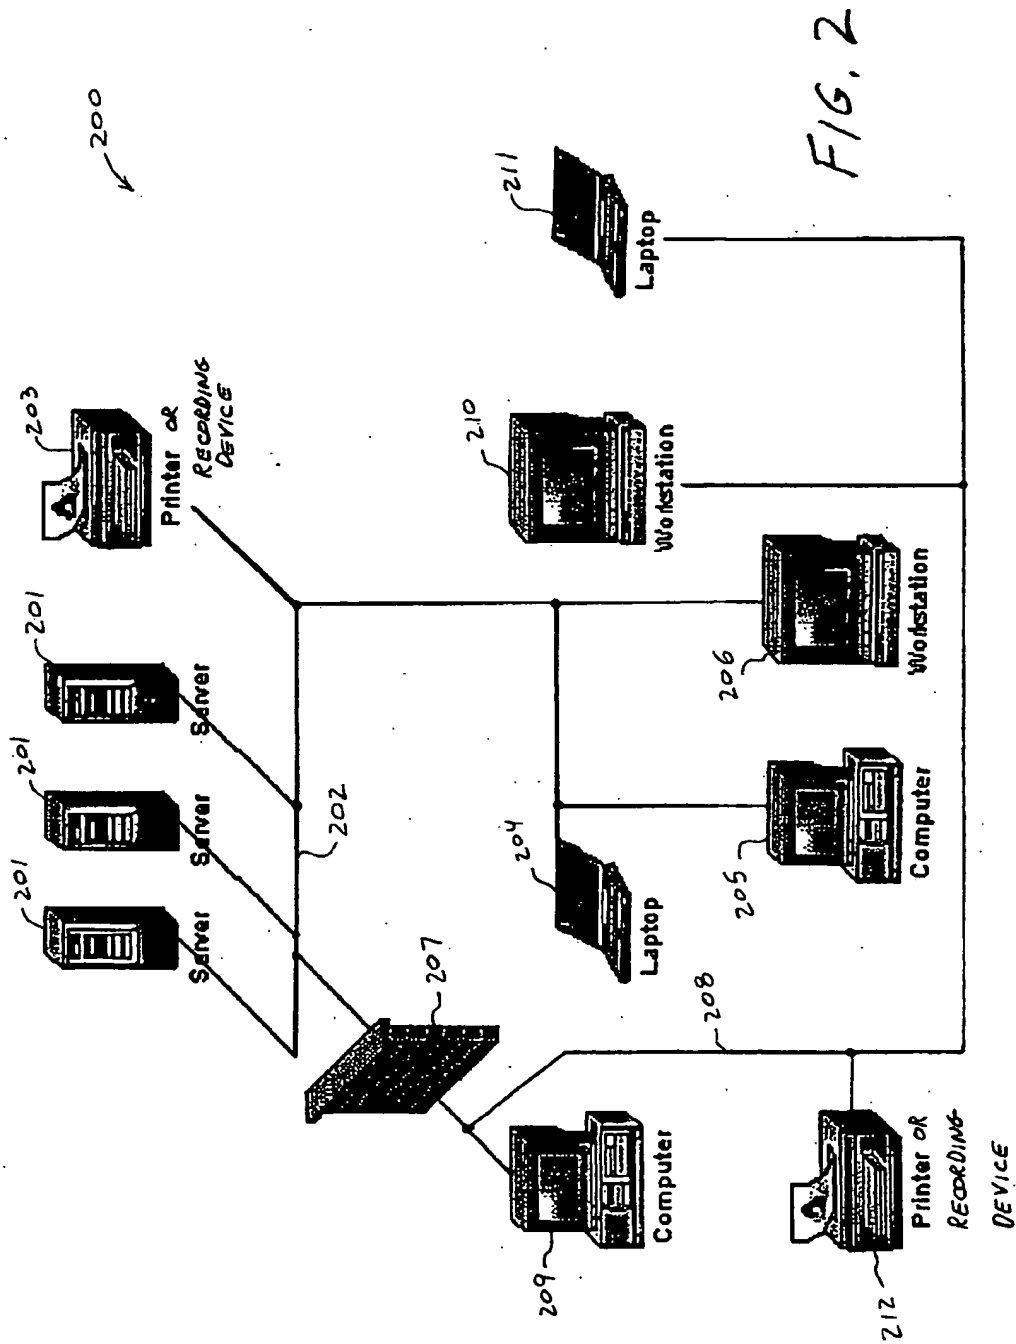 200
201
201
201
203
Server
Server
Server
Printer OR
RECORDING
DEVICE
202
207
209
204
210
211
Computer
Laptop
Workstation
Laptop
208
205
206
FIG. 2
212
Printer OR
RECORDING
DEVICE
Computer
Workstation